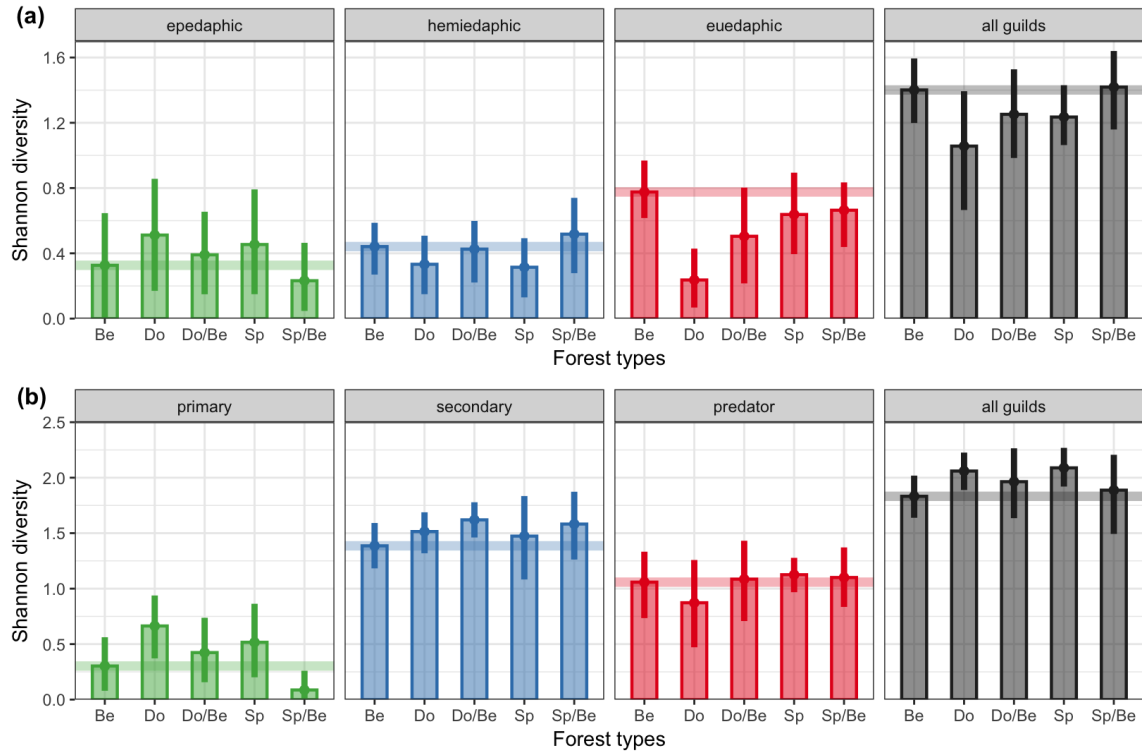 (a)
epedaphic hemiedaphic euedaphic all guilds
1.6
1.2
0.8
0.4
0.0
Shannon diversity
Be Do Do/Be Sp Sp/Be Be Do Do/Be Sp Sp/Be Be Do Do/Be Sp Sp/Be Be Do Do/Be Sp Sp/Be
Forest types
(b)
primary secondary predator all guilds
2.5
2.0
1.5
1.0
0.5
0.0
Shannon diversity
Be Do Do/Be Sp Sp/Be Be Do Do/Be Sp Sp/Be Be Do Do/Be Sp Sp/Be Be Do Do/Be Sp Sp/Be
Forest types